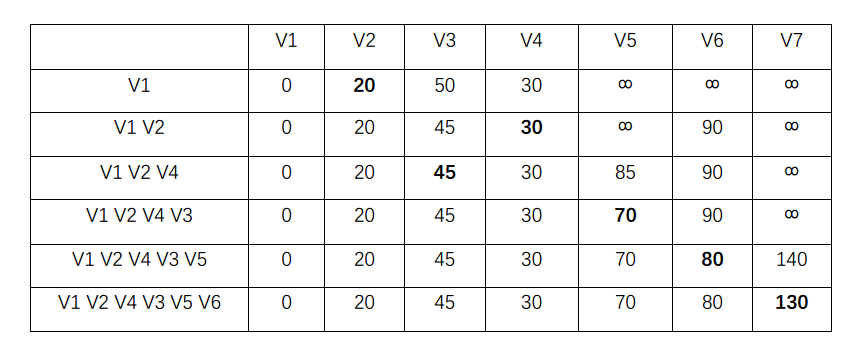 V1 V2 V3 V4 V5 V6 V7
V1 0 20 50 30 ∞ ∞ ∞
V1 V2 0 20 45 30 ∞ 90 ∞
V1 V2 V4 0 20 45 30 85 90 ∞
V1 V2 V4 V3 0 20 45 30 70 90 ∞
V1 V2 V4 V3 V5 0 20 45 30 70 80 140
V1 V2 V4 V3 V5 V6 0 20 45 30 70 80 130